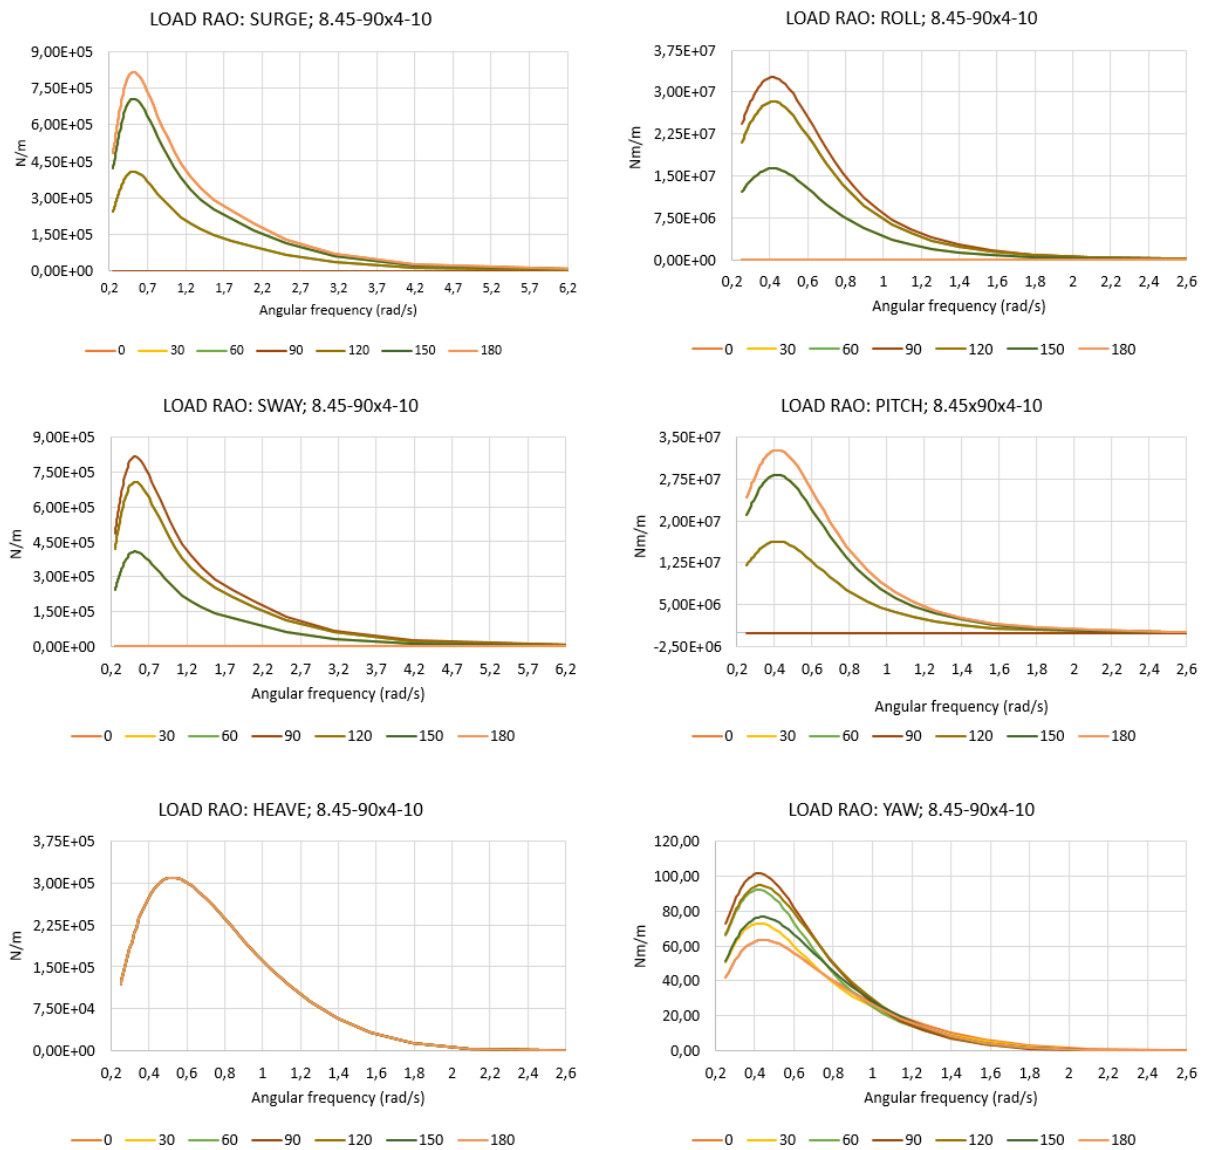 LOAD RAO: SURGE; 8.45-90x4-10
9,00E+05
7,50E+05
6,00E+05
4,50E+05
3,00E+05
1,50E+05
0,00E+00
N/m
0,2 0,7 1,2 1,7 2,2 2,7 3,2 3,7 4,2 4,7 5,2 5,7 6,2
Angular frequency (rad/s)
0 30 60 90 120 150 180
LOAD RAO: ROLL; 8.45-90x4-10
3,75E+07
3,00E+07
2,25E+07
1,50E+07
7,50E+06
0,00E+00
Nm/m
0,2 0,4 0,6 0,8 1 1,2 1,4 1,6 1,8 2 2,2 2,4 2,6
Angular frequency (rad/s)
0 30 60 90 120 150 180
LOAD RAO: SWAY; 8.45-90x4-10
9,00E+05
7,50E+05
6,00E+05
4,50E+05
3,00E+05
1,50E+05
0,00E+00
N/m
0,2 0,7 1,2 1,7 2,2 2,7 3,2 3,7 4,2 4,7 5,2 5,7 6,2
Angular frequency (rad/s)
0 30 60 90 120 150 180
LOAD RAO: PITCH; 8.45x90x4-10
3,50E+07
2,75E+07
2,00E+07
1,25E+07
5,00E+06
-2,50E+06
Nm/m
0,2 0,4 0,6 0,8 1 1,2 1,4 1,6 1,8 2 2,2 2,4 2,6
Angular frequency (rad/s)
0 30 60 90 120 150 180
LOAD RAO: HEAVE; 8.45-90x4-10
3,75E+05
3,00E+05
2,25E+05
1,50E+05
7,50E+04
0,00E+00
N/m
0,2 0,4 0,6 0,8 1 1,2 1,4 1,6 1,8 2 2,2 2,4 2,6
Angular frequency (rad/s)
0 30 60 90 120 150 180
LOAD RAO: YAW; 8.45-90x4-10
120,00
100,00
80,00
60,00
40,00
20,00
0,00
Nm/m
0,2 0,4 0,6 0,8 1 1,2 1,4 1,6 1,8 2 2,2 2,4 2,6
Angular frequency (rad/s)
0 30 60 90 120 150 180